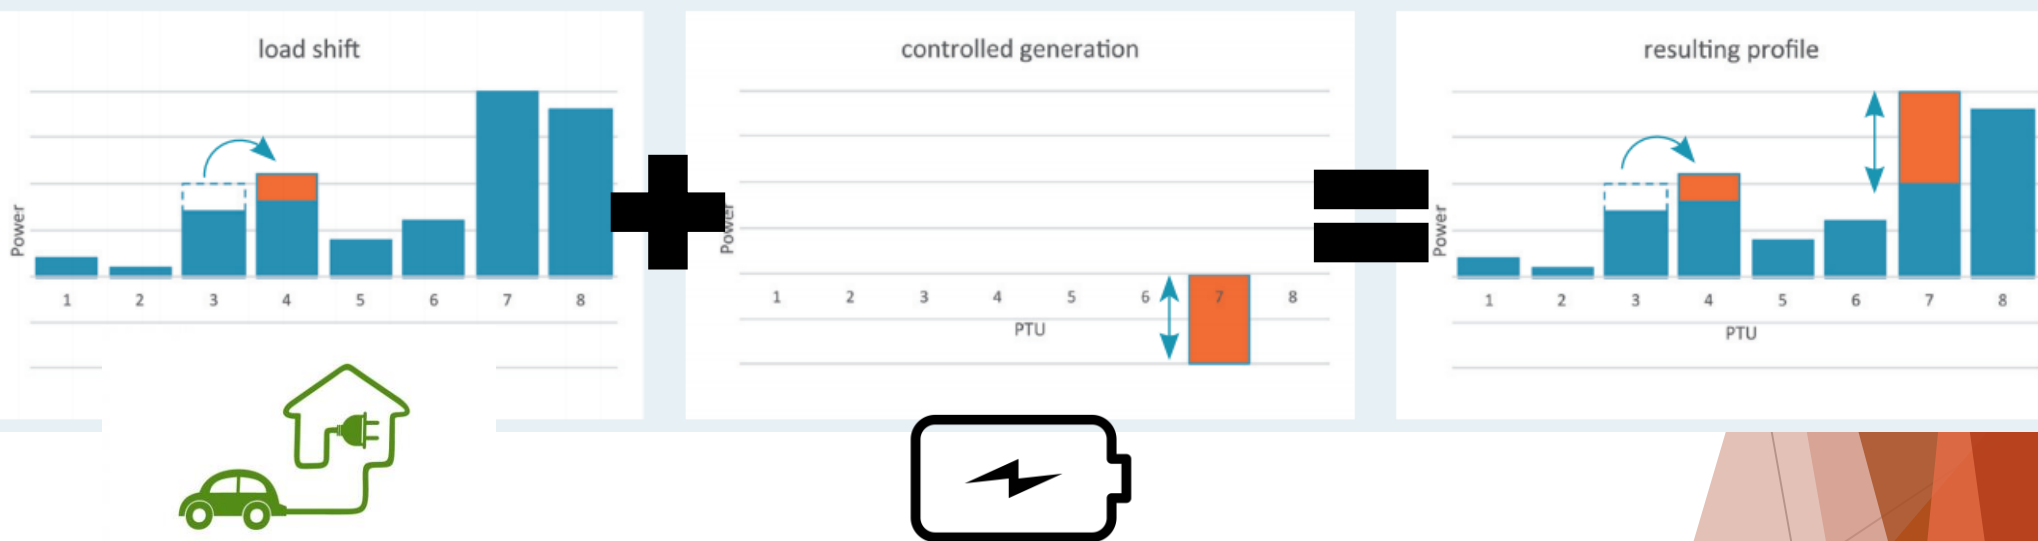 load shift
Power
1 2 3 4 5 6 7 8
controlled generation
Power
1 2 3 4 5 6 7 8
PTU
resulting profile
Power
1 2 3 4 5 6 7 8
PTU